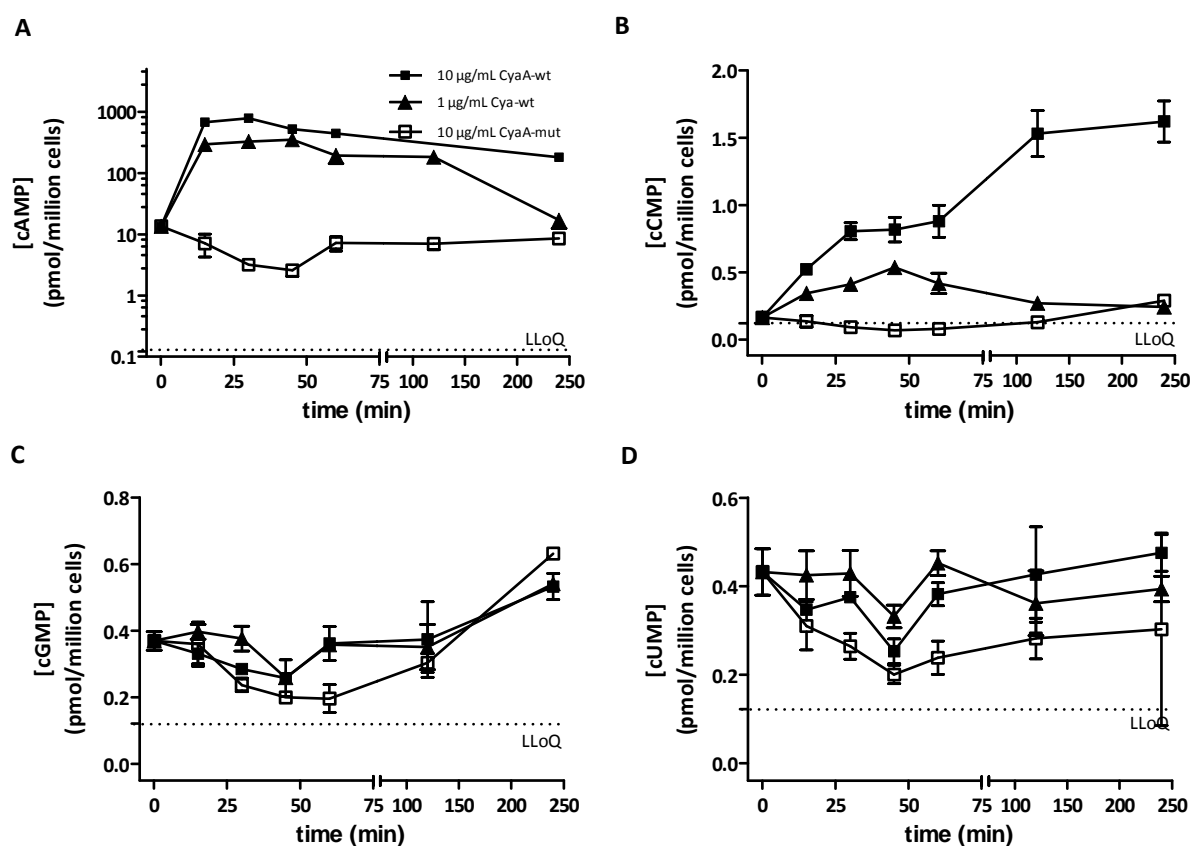 A
[cAMP]
(pmol/million cells)
1000
100
10
1
0.1
10 µg/mL CyaA-wt
1 µg/mL Cya-wt
10 µg/mL CyaA-mut
LLoQ
0 25 50 75 100 150 200 250
time (min)
B
[cCMP]
(pmol/million cells)
2.0
1.5
1.0
0.5
0.0
LLoQ
0 25 50 75 100 150 200 250
time (min)
C
[cGMP]
(pmol/million cells)
0.8
0.6
0.4
0.2
0.0
LLoQ
0 25 50 75 100 150 200 250
time (min)
D
[cUMP]
(pmol/million cells)
0.6
0.4
0.2
0.0
LLoQ
0 25 50 75 100 150 200 250
time (min)